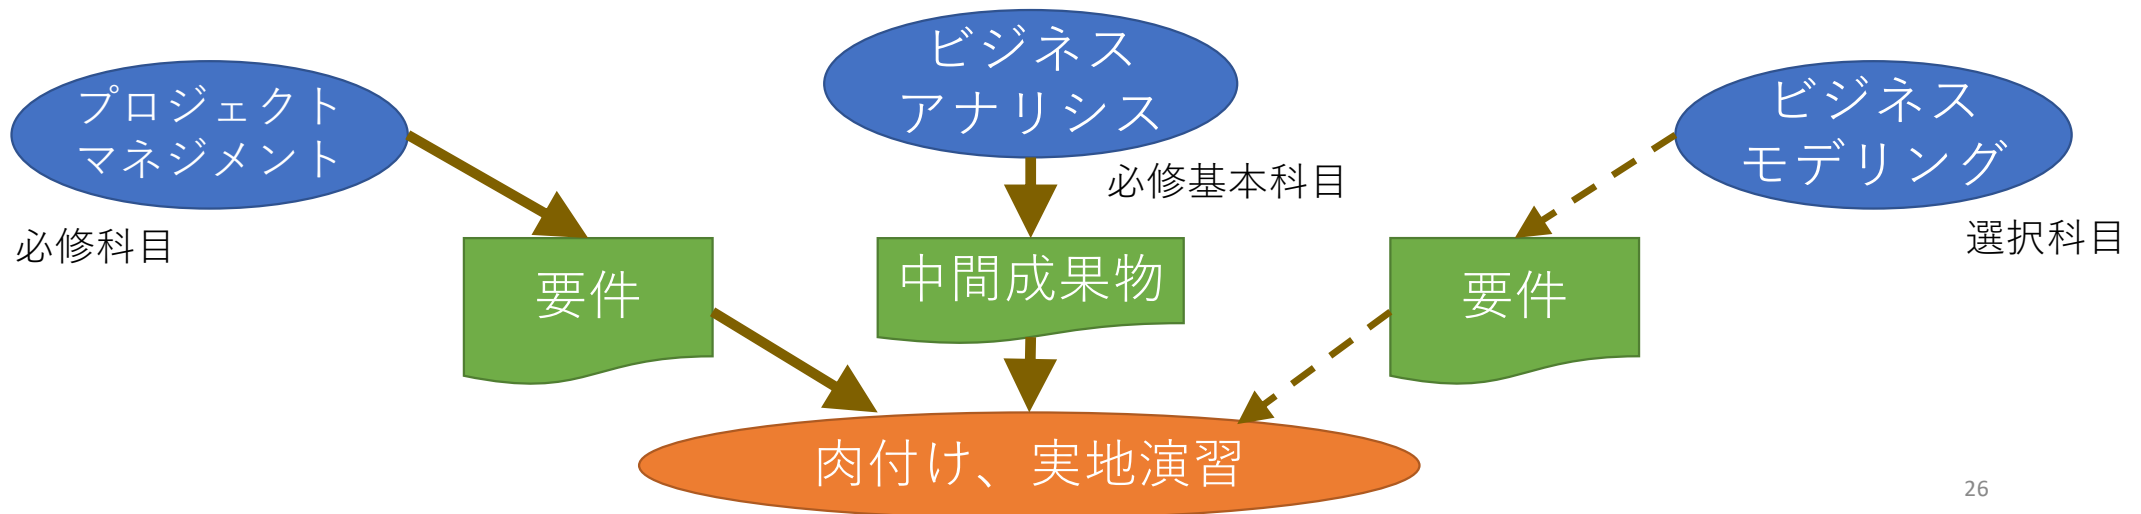 プロジェクト
マネジメント
必修科目
ビジネス
アナリシス
必修基本科目
ビジネス
モデリング
選択科目
要件
中間成果物
要件
肉付け、実地演習
26